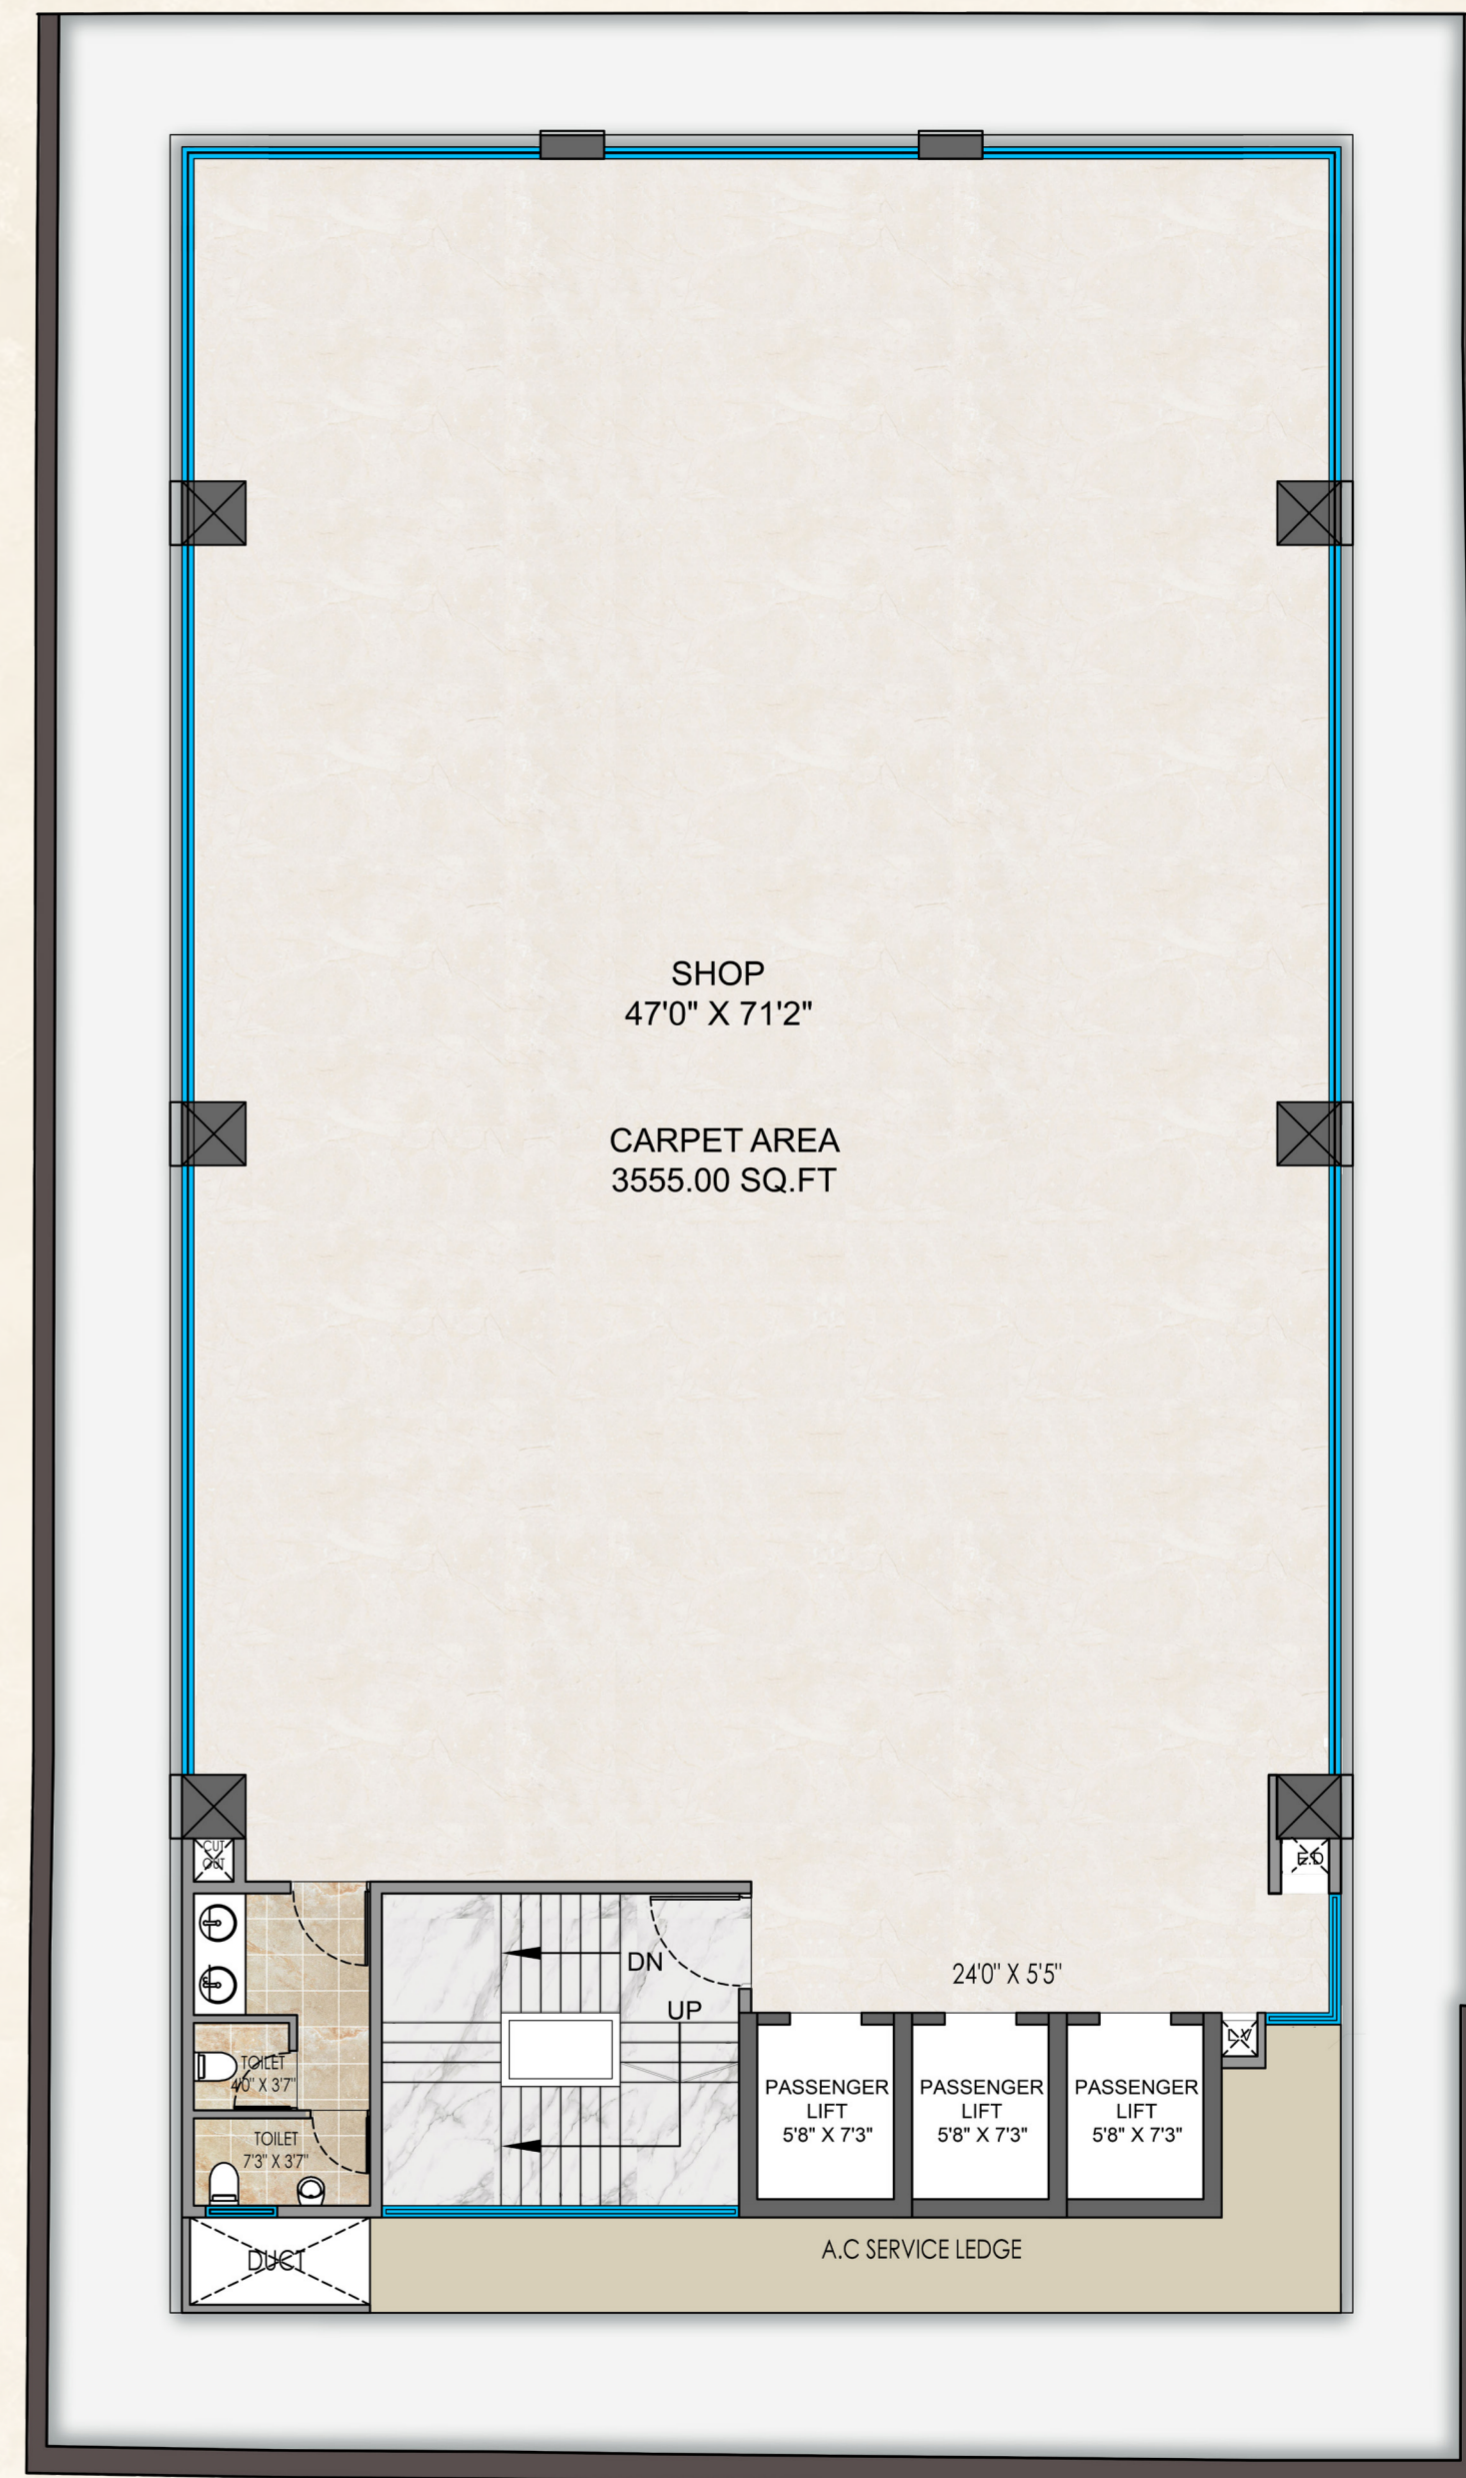 SHOP
47'0" X 71'2"
CARPET AREA
3555.00 SQ.FT
CUT
OUT
E.D
DN
24'0" X 5'5"
UP
L.V
TOILET
4'0" X 3'7"
PASSENGER
LIFT
5'8" X 7'3"
PASSENGER
LIFT
5'8" X 7'3"
PASSENGER
LIFT
5'8" X 7'3"
TOILET
7'3" X 3'7"
DUCT
A.C SERVICE LEDGE